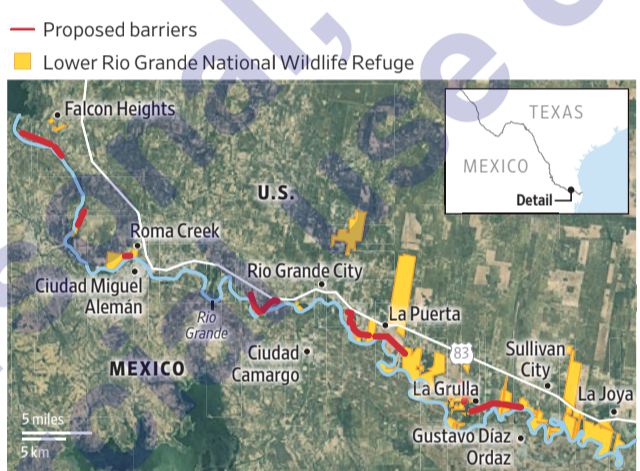 Proposed barriers
Lower Rio Grande National Wildlife Refuge
Falcon Heights
TEXAS
MEXICO
Detail
U.S.
Roma Creek
Rio Grande City
Ciudad Miguel
Alemán
Rio
Grande
La Puerta
MEXICO
Ciudad
Camargo
83
Sullivan
City
La Grulla
La Joya
5 miles
5 km
Gustavo Díaz
Ordaz